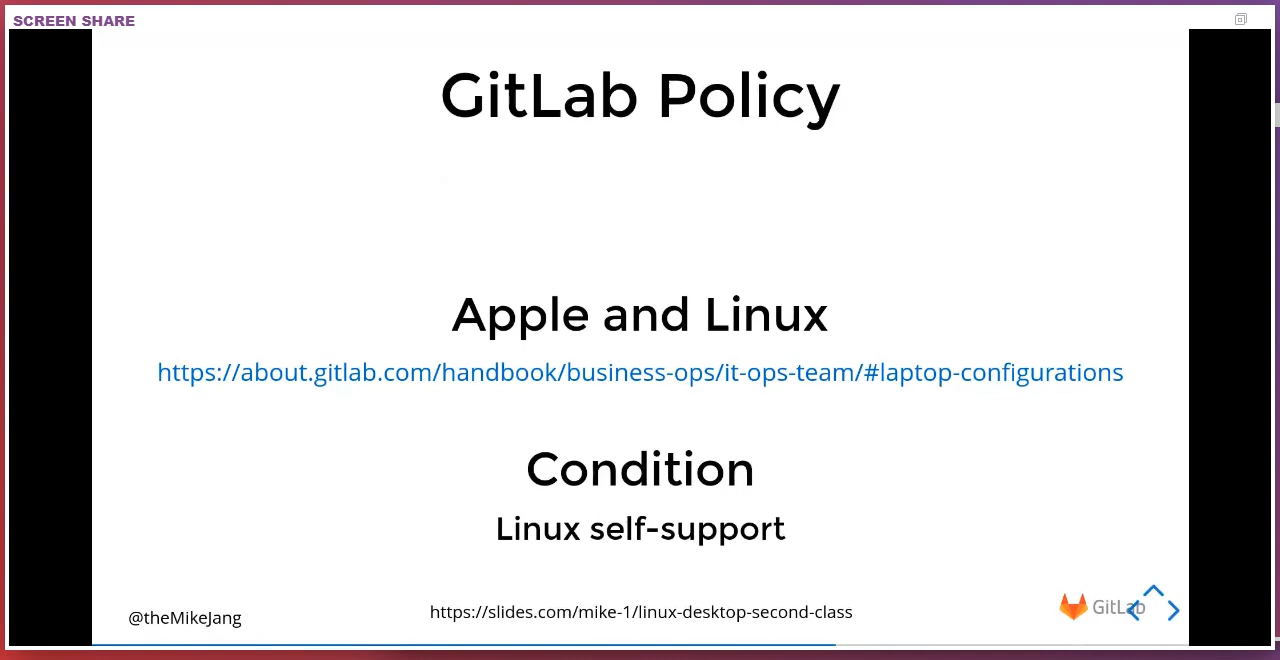 SCREEN SHARE
GitLab Policy
Apple and Linux
https://about.gitlab.com/handbook/business-ops/it-ops-team/#laptop-configurations
Condition
Linux self-support
@theMikeJang
https://slides.com/mike-1/linux-desktop-second-class
GitLab